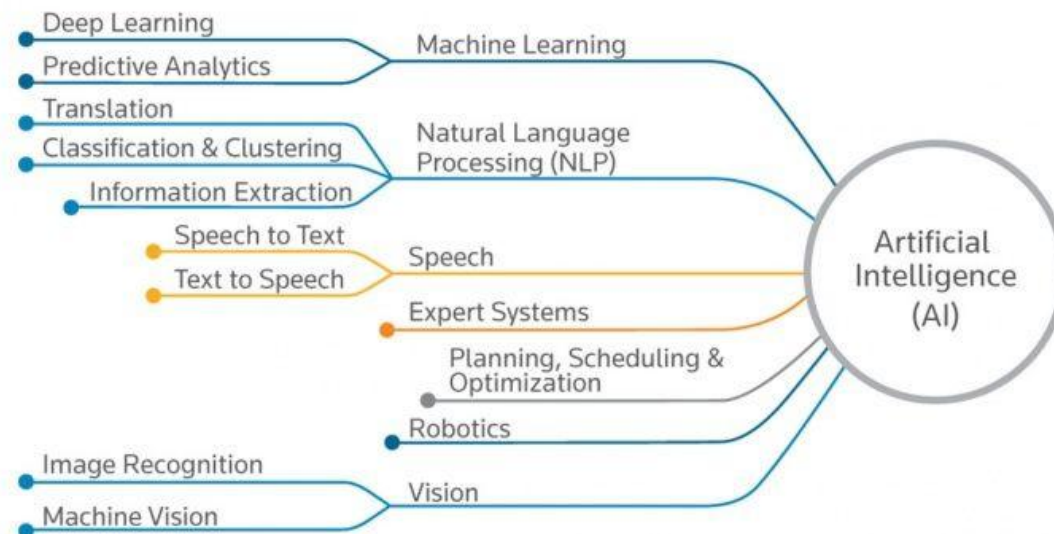 Deep Learning
Predictive Analytics
Machine Learning
Translation
Classification & Clustering
Information Extraction
Natural Language
Processing (NLP)
Speech to Text
Text to Speech
Speech
Expert Systems
Planning, Scheduling &
Optimization
Robotics
Image Recognition
Machine Vision
Vision
Artificial
Intelligence
(AI)